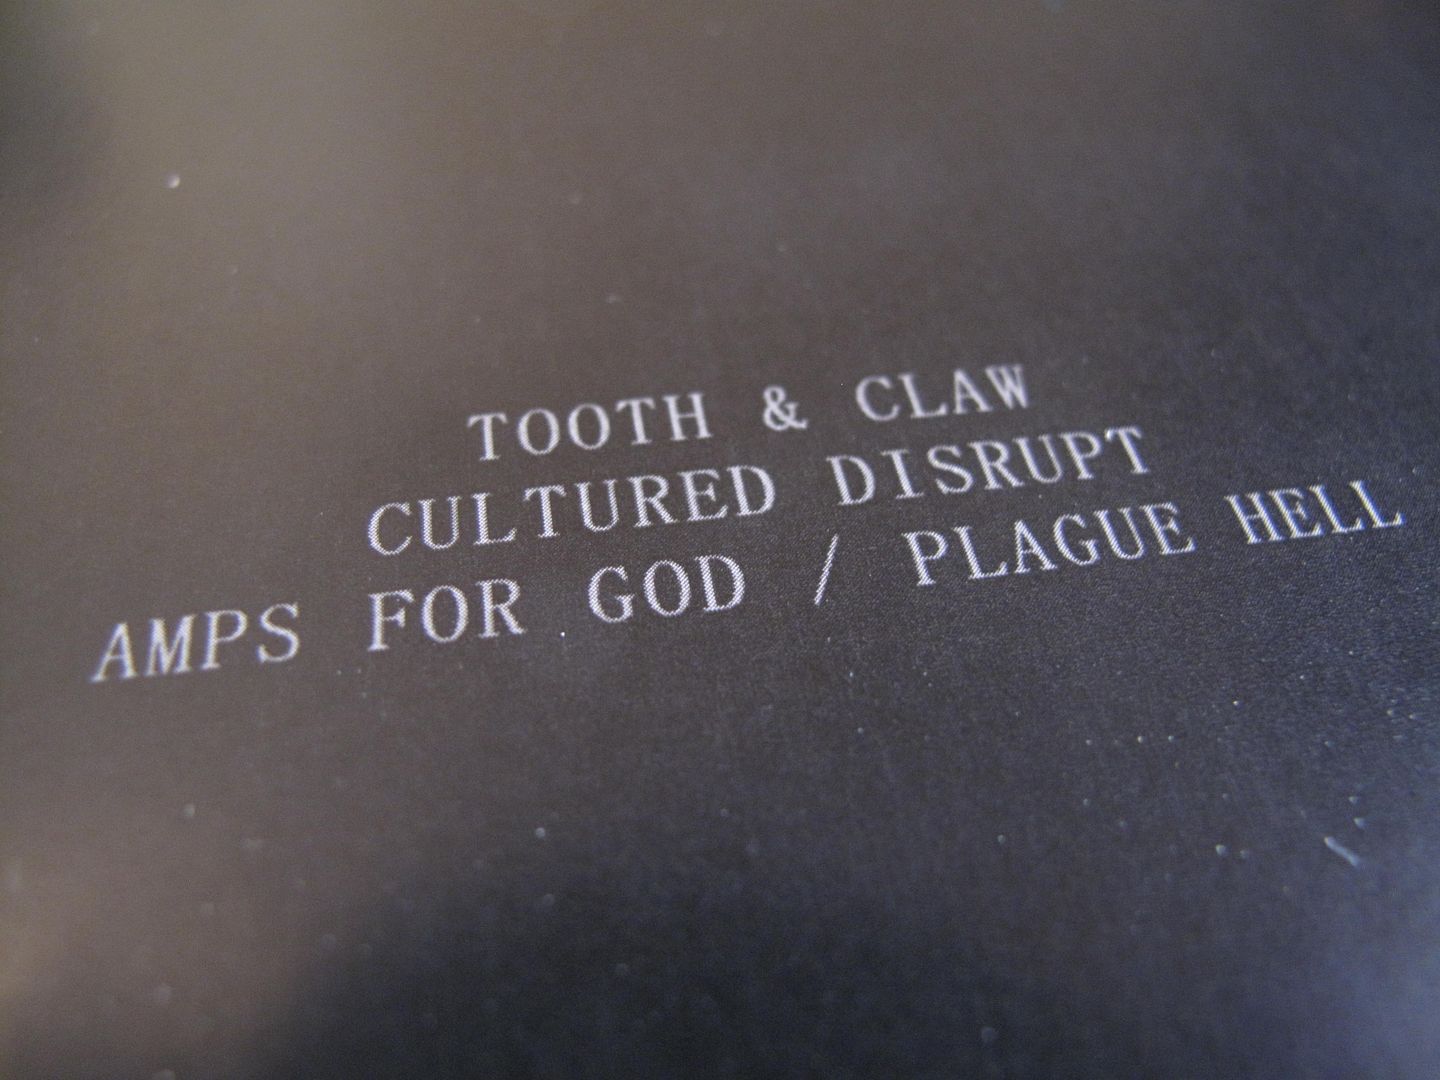 TOOTH & CLAW
CULTURED DISRUPT
AMPS FOR GOD / PLAGUE HELL